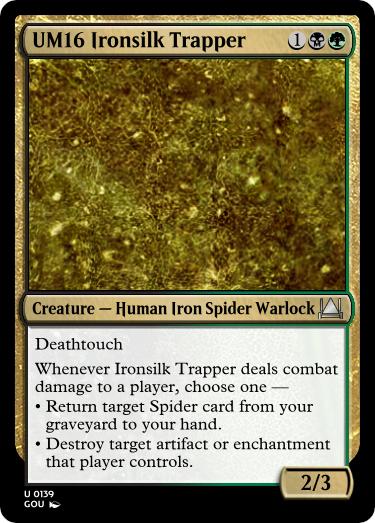 UM16 Ironsilk Trapper 1
Creature — Human Iron Spider Warlock
Deathtouch
Whenever Ironsilk Trapper deals combat
damage to a player, choose one —
• Return target Spider card from your
graveyard to your hand.
• Destroy target artifact or enchantment
that player controls.
2/3
U 0139
GOU